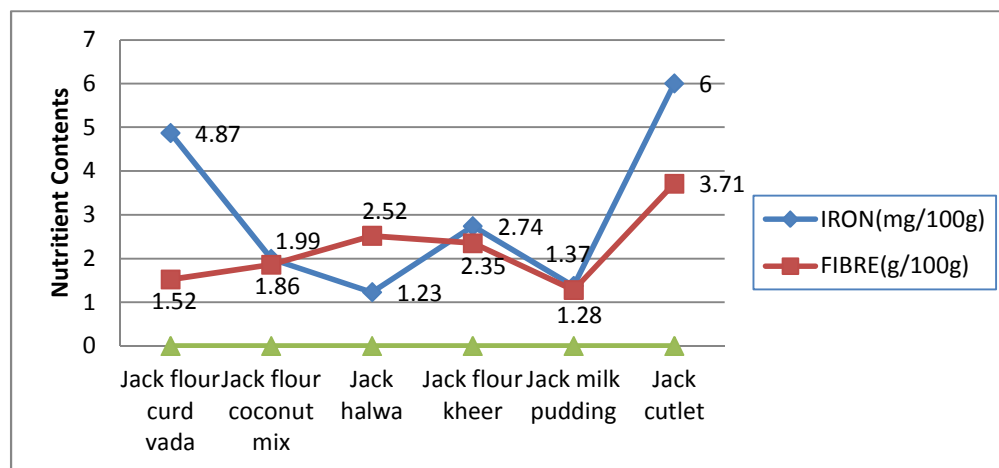 Nutritient Contents
7
6
5
4
3
2
1
0
4.87
1.99
1.23
2.74
1.37
6
1.52
1.86
2.52
2.35
1.28
3.71
Jack flour
curd
vada
Jack flour
coconut
mix
Jack
halwa
Jack flour
kheer
Jack milk
pudding
Jack
cutlet
IRON(mg/100g)
FIBRE(g/100g)